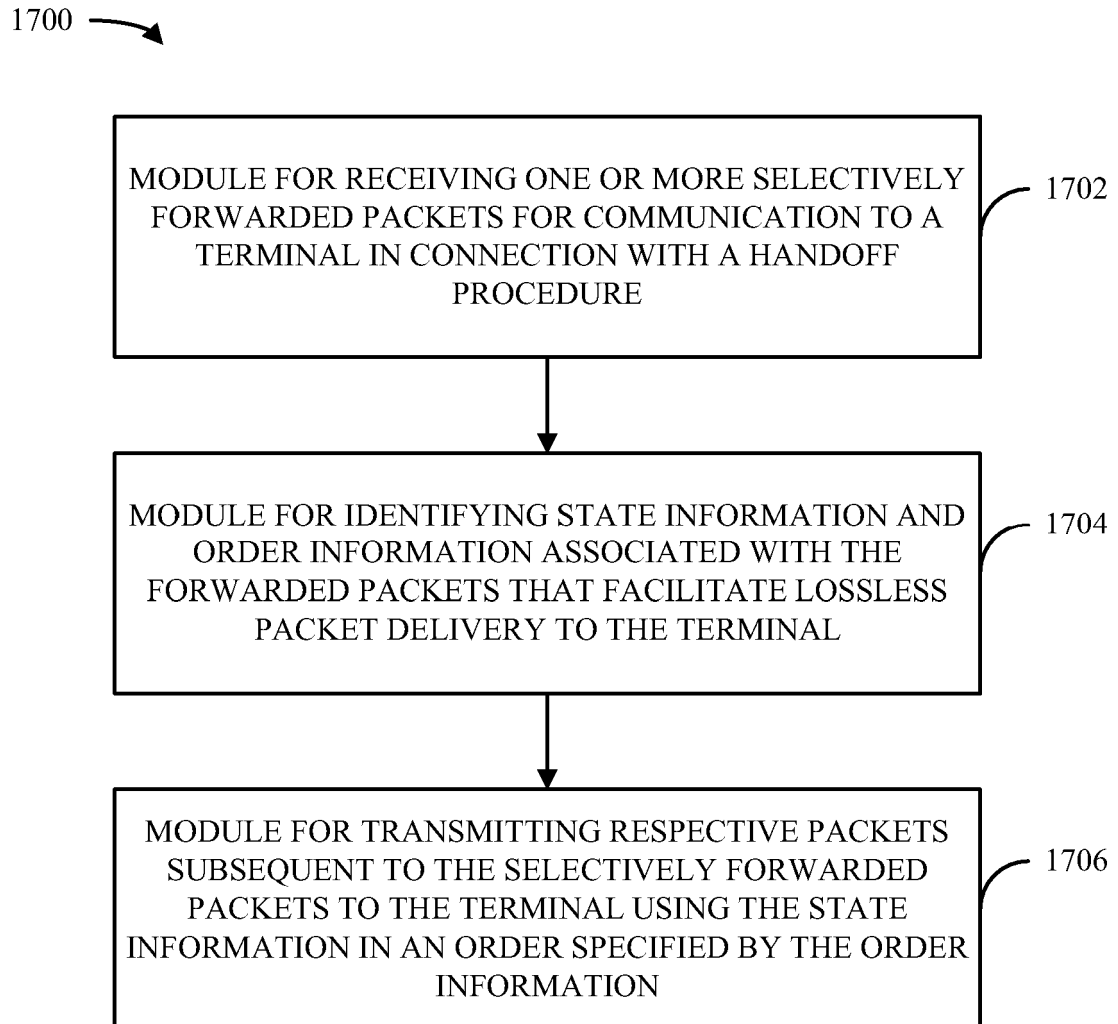 1700
MODULE FOR RECEIVING ONE OR MORE SELECTIVELY
FORWARDED PACKETS FOR COMMUNICATION TO A
TERMINAL IN CONNECTION WITH A HANDOFF
PROCEDURE
1702
MODULE FOR IDENTIFYING STATE INFORMATION AND
ORDER INFORMATION ASSOCIATED WITH THE
FORWARDED PACKETS THAT FACILITATE LOSSLESS
PACKET DELIVERY TO THE TERMINAL
1704
MODULE FOR TRANSMITTING RESPECTIVE PACKETS
SUBSEQUENT TO THE SELECTIVELY FORWARDED
PACKETS TO THE TERMINAL USING THE STATE
INFORMATION IN AN ORDER SPECIFIED BY THE ORDER
INFORMATION
1706